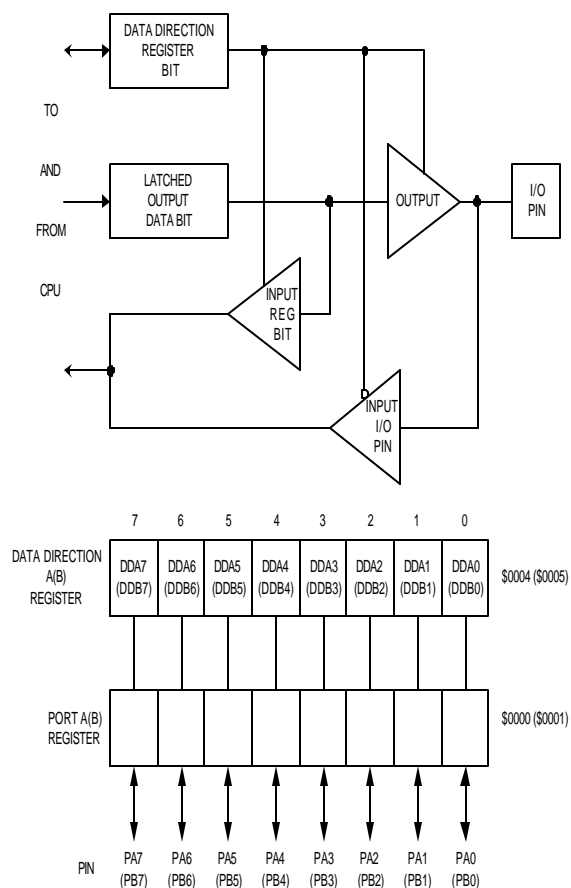 DATA DIRECTION
REGISTER
BIT
TO
AND
FROM
CPU
LATCHED
OUTPUT
DATA BIT
OUTPUT
I/O
PIN
INPUT
REG
BIT
INPUT
I/O
PIN
7 6 5 4 3 2 1 0
DATA DIRECTION
A(B)
REGISTER
DDA7 DDA6 DDA5 DDA4 DDA3 DDA2 DDA1 DDA0
(DDB7) (DDB6) (DDB5) (DDB4) (DDB3) (DDB2) (DDB1) (DDB0)
$0004 ($0005)
PORT A(B)
REGISTER
$0000 ($0001)
PIN
PA7 PA6 PA5 PA4 PA3 PA2 PA1 PA0
(PB7) (PB6) (PB5) (PB4) (PB3) (PB2) (PB1) (PB0)